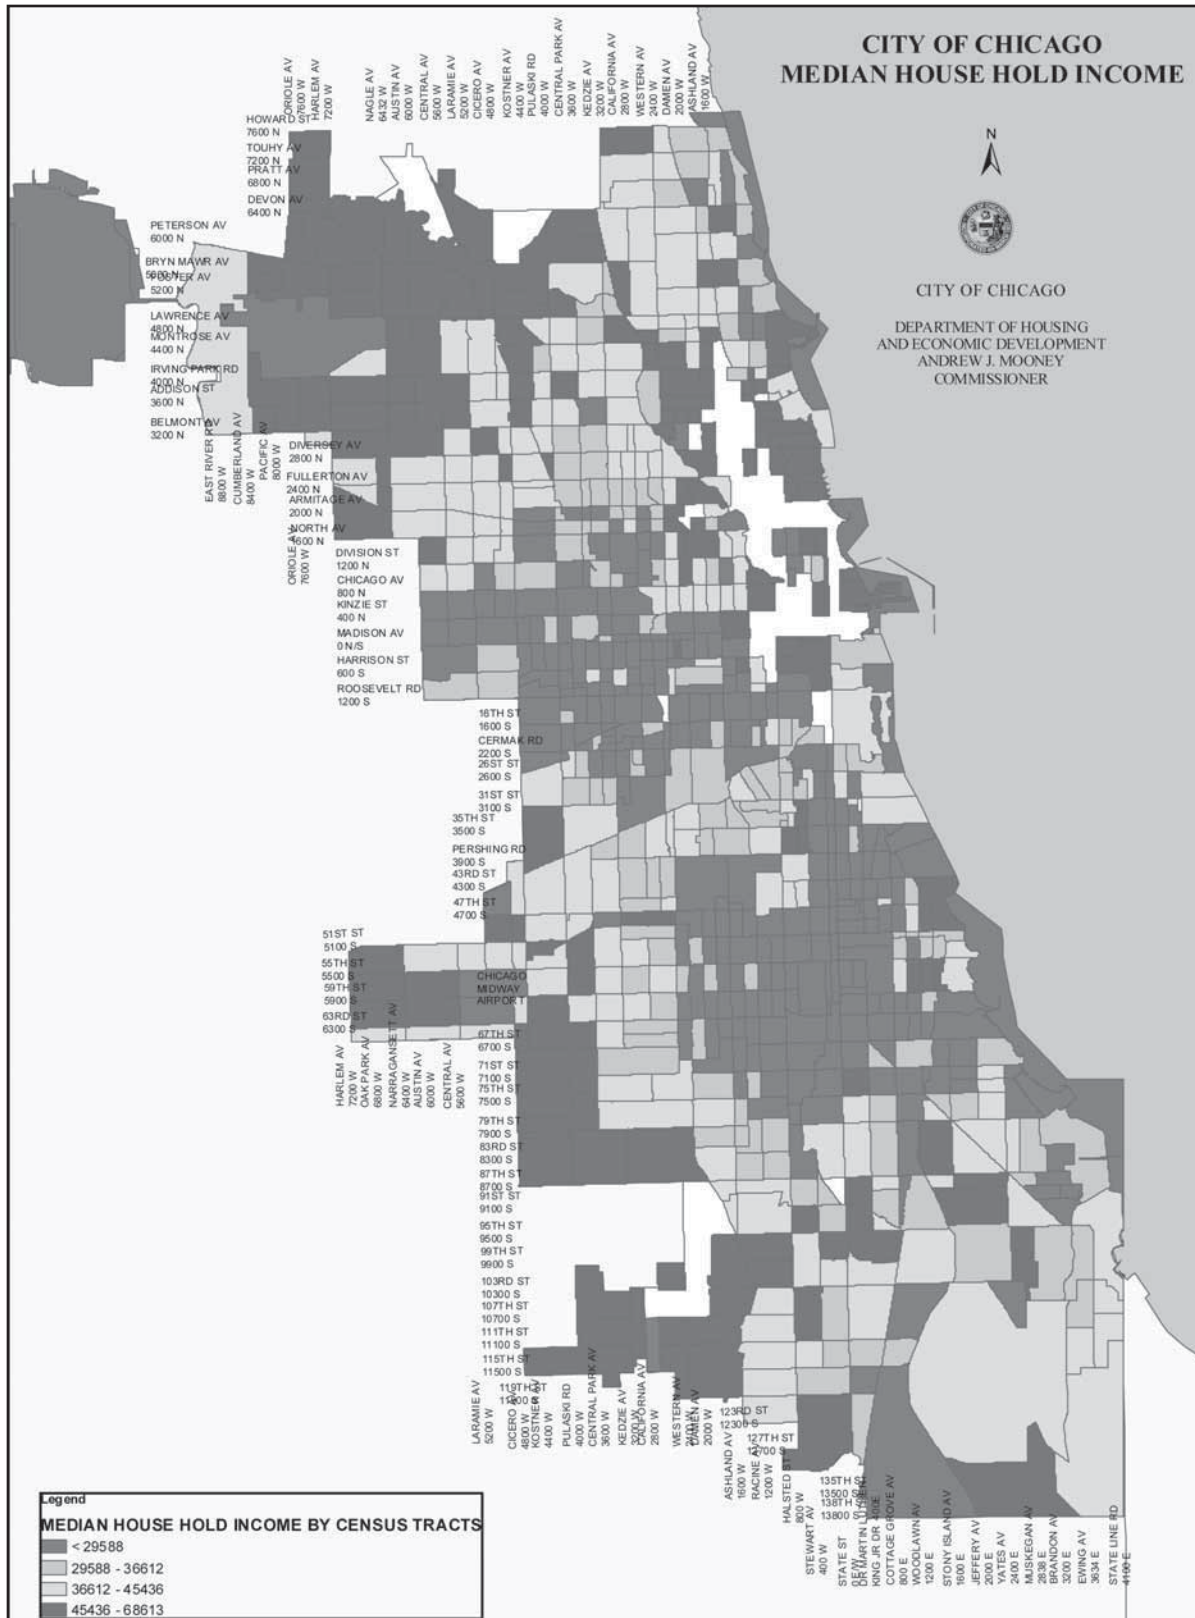 CITY OF CHICAGO
MEDIAN HOUSE HOLD INCOME
N
CITY OF CHICAGO
DEPARTMENT OF HOUSING
AND ECONOMIC DEVELOPMENT
ANDREW J. MOONEY
COMMISSIONER
ORIOLE AV
7600 W
HARLEM AV
7200 W
NAGLE AV
6432 W
AUSTIN AV
6000 W
CENTRAL AV
5600 W
LARAMIE AV
5200 W
CICERO AV
4800 W
KOSTNER AV
4400 W
PULASKI RD
4000 W
CENTRAL PARK AV
3600 W
KEDZIE AV
3200 W
CALIFORNIA AV
2800 W
WESTERN AV
2400 W
DAMEN AV
2000 W
ASHLAND AV
1600 W
HOWARD ST
7600 N
TOUHY AV
7200 N
PRATT AV
6800 N
DEVON AV
6400 N
PETERSON AV
6000 N
BRYN MAWR AV
5600 N
FOSTER AV
5200 N
LAWRENCE AV
4800 N
MONTROSE AV
4400 N
IRVING PARK RD
4000 N
ADDISON ST
3600 N
BELMONT AV
3200 N
EAST RIVER RD
8800 W
CUMBERLAND AV
8400 W
PACIFIC AV
8000 W
DIVERSEY AV
2800 N
FULLERTON AV
2400 N
ARMITAGE AV
2000 N
NORTH AV
1600 N
ORIOLE AV
7600 W
DIVISION ST
1200 N
CHICAGO AV
800 N
KINZIE ST
400 N
MADISON AV
0 N/S
HARRISON ST
600 S
ROOSEVELT RD
1200 S
16TH ST
1600 S
CERMAK RD
2200 S
26ST ST
2600 S
31ST ST
3100 S
35TH ST
3500 S
PERSHING RD
3900 S
43RD ST
4300 S
47TH ST
4700 S
51ST ST
5100 S
55TH ST
5500 S
59TH ST
5900 S
63RD ST
6300 S
CHICAGO
MIDWAY
AIRPORT
HARLEM AV
7200 W
OAK PARK AV
6800 W
NARRAGANSETT AV
6400 W
AUSTIN AV
6000 W
CENTRAL AV
5600 W
67TH ST
6700 S
71ST ST
7100 S
75TH ST
7500 S
79TH ST
7900 S
83RD ST
8300 S
87TH ST
8700 S
91ST ST
9100 S
95TH ST
9500 S
99TH ST
9900 S
103RD ST
10300 S
107TH ST
10700 S
111TH ST
11100 S
115TH ST
11500 S
119TH ST
LARAMIE AV
5200 W
CICERO AV
4800 W
KOSTNER AV
4400 W
PULASKI RD
4000 W
CENTRAL PARK AV
3600 W
KEDZIE AV
3200 W
CALIFORNIA AV
2800 W
WESTERN AV
2400 W
DAMEN AV
2000 W
123RD ST
12300 S
127TH ST
12700 S
ASHLAND AV
1600 W
RACINE AV
1200 W
HALSTED ST
800 W
135TH ST
13500 S
138TH ST
13800 S
STEWART AV
400 W
STATE ST
0 E/W
DR MARTIN LUTHER
KING JR DR 400E
COTTAGE GROVE AV
800 E
WOODLAWN AV
1200 E
STONY ISLAND AV
1600 E
JEFFERY AV
2000 E
YATES AV
2400 E
MUSKEGAN AV
2838 E
BRANDON AV
3200 E
EWING AV
3634 E
STATE LINE RD
4100 E
Legend
MEDIAN HOUSE HOLD INCOME BY CENSUS TRACTS
< 29588
29588 - 36612
36612 - 45436
45436 - 68613